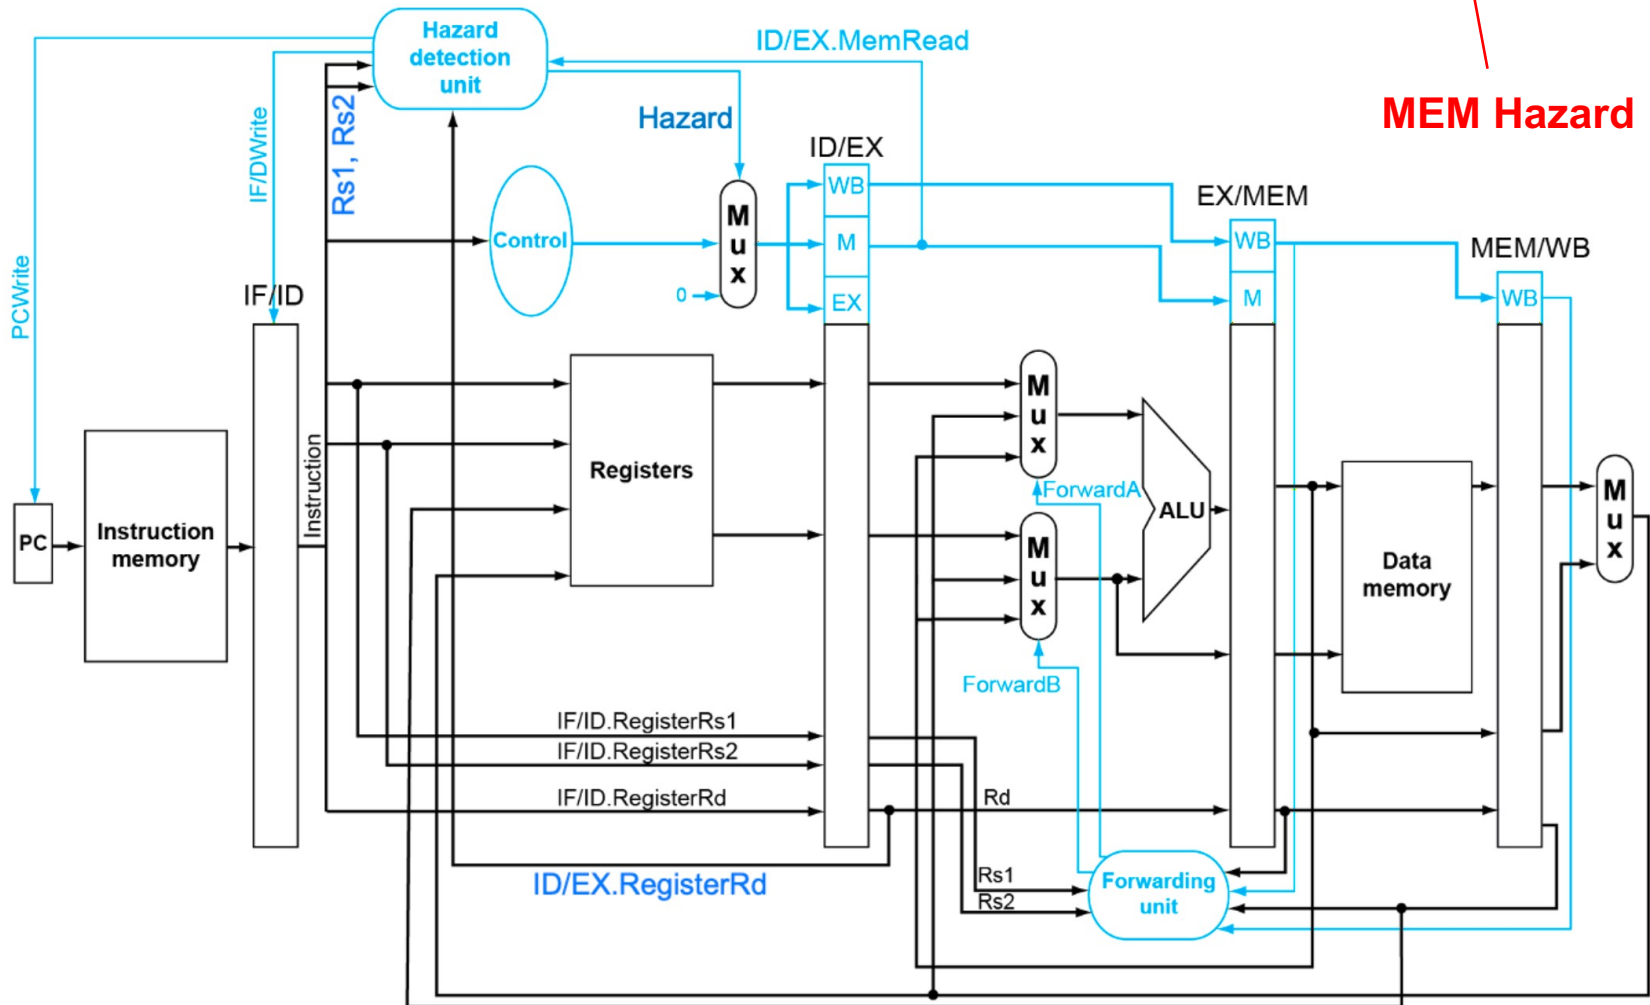 Hazard
detection
unit
ID/EX.MemRead
MEM Hazard
IF/DWrite
Rs1, Rs2
Hazard
ID/EX
WB
M
EX
EX/MEM
WB
M
MEM/WB
WB
Control
M
u
x
0
PCWrite
IF/ID
Instruction
PC
Instruction
memory
Registers
M
u
x
ForwardA
M
u
x
ForwardB
ALU
Data
memory
M
u
x
IF/ID.RegisterRs1
IF/ID.RegisterRs2
IF/ID.RegisterRd
Rd
ID/EX.RegisterRd
Rs1
Rs2
Forwarding
unit